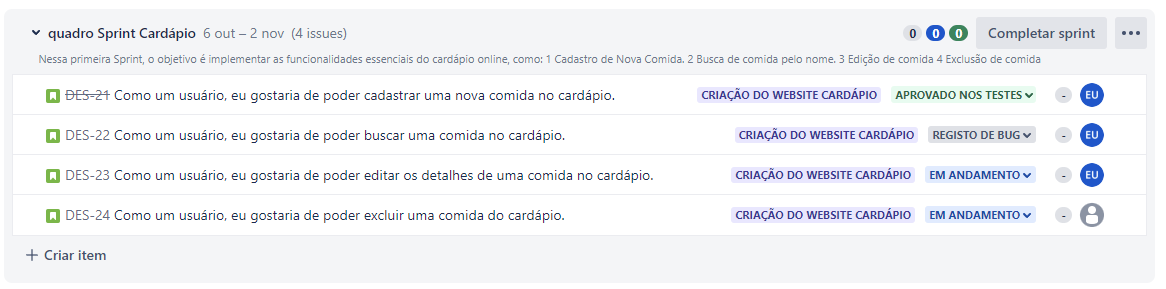 quadro Sprint Cardápio 6 out – 2 nov (4 issues) 0 0 0 Completar sprint
Nessa primeira Sprint, o objetivo é implementar as funcionalidades essenciais do cardápio online, como: 1 Cadastro de Nova Comida. 2 Busca de comida pelo nome. 3 Edição de comida 4 Exclusão de comida
DES-21 Como um usuário, eu gostaria de poder cadastrar uma nova comida no cardápio. CRIAÇÃO DO WEBSITE CARDÁPIO APROVADO NOS TESTES - EU
DES-22 Como um usuário, eu gostaria de poder buscar uma comida no cardápio. CRIAÇÃO DO WEBSITE CARDÁPIO REGISTO DE BUG - EU
DES-23 Como um usuário, eu gostaria de poder editar os detalhes de uma comida no cardápio. CRIAÇÃO DO WEBSITE CARDÁPIO EM ANDAMENTO - EU
DES-24 Como um usuário, eu gostaria de poder excluir uma comida do cardápio. CRIAÇÃO DO WEBSITE CARDÁPIO EM ANDAMENTO -
+ Criar item